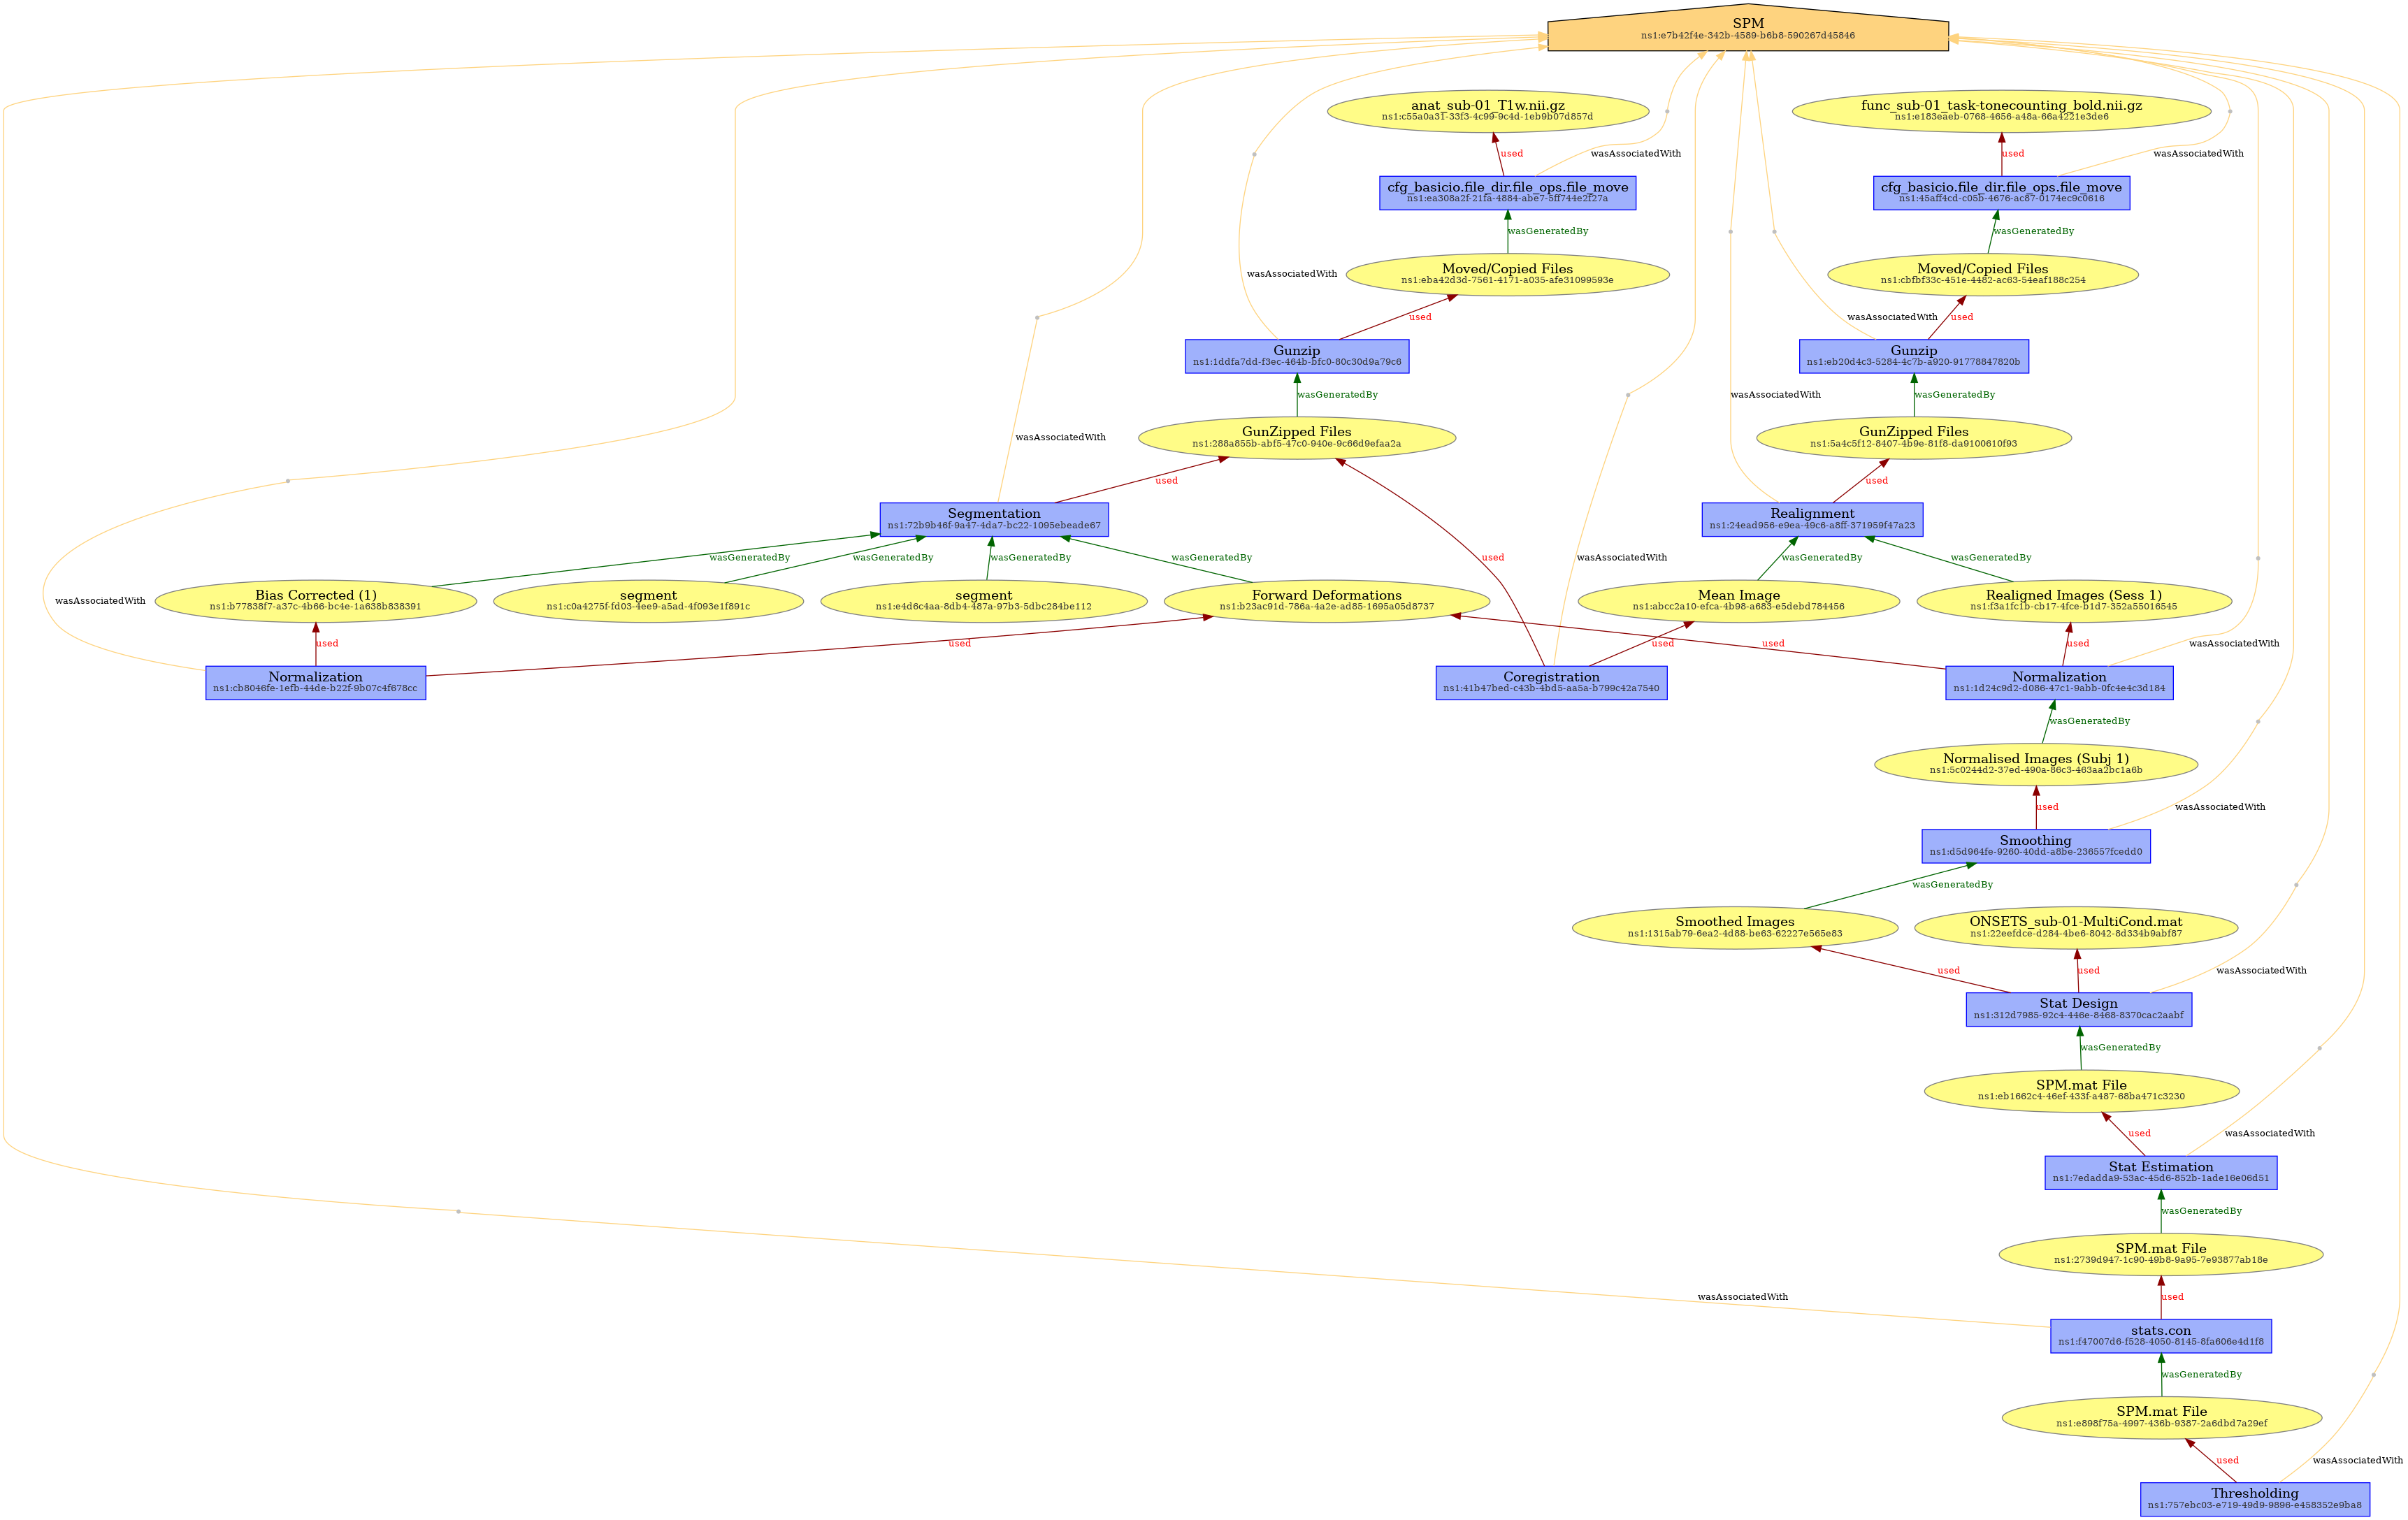 SPM
ns1:e7b42f4e-342b-4589-b6b8-590267d45846
anat_sub-01_T1w.nii.gz
ns1:c55a0a31-33f3-4c99-9c4d-1eb9b07d857d
func_sub-01_task-tonecounting_bold.nii.gz
ns1:e183eaeb-0768-4656-a48a-66a4221e3de6
used
wasAssociatedWith
used
wasAssociatedWith
cfg_basicio.file_dir.file_ops.file_move
ns1:ea308a2f-21fa-4884-abe7-5ff744e2f27a
cfg_basicio.file_dir.file_ops.file_move
ns1:45aff4cd-c05b-4676-ac87-0174ec9c0616
wasGeneratedBy
wasGeneratedBy
wasAssociatedWith
Moved/Copied Files
ns1:eba42d3d-7561-4171-a035-afe31099593e
Moved/Copied Files
ns1:cbfbf33c-451e-4482-ac63-54eaf188c254
used
wasAssociatedWith
used
Gunzip
ns1:1ddfa7dd-f3ec-464b-bfc0-80c30d9a79c6
Gunzip
ns1:eb20d4c3-5284-4c7b-a920-91778847820b
wasGeneratedBy
wasAssociatedWith
wasGeneratedBy
wasAssociatedWith
GunZipped Files
ns1:288a855b-abf5-47c0-940e-9c66d9efaa2a
GunZipped Files
ns1:5a4c5f12-8407-4b9e-81f8-da9100610f93
used
used
Segmentation
ns1:72b9b46f-9a47-4da7-bc22-1095ebeade67
Realignment
ns1:24ead956-e9ea-49c6-a8ff-371959f47a23
wasGeneratedBy
wasGeneratedBy
wasGeneratedBy
wasGeneratedBy
used
wasAssociatedWith
wasGeneratedBy
wasGeneratedBy
wasAssociatedWith
Bias Corrected (1)
ns1:b77838f7-a37c-4b66-bc4e-1a638b838391
segment
ns1:c0a4275f-fd03-4ee9-a5ad-4f093e1f891c
segment
ns1:e4d6c4aa-8db4-487a-97b3-5dbc284be112
Forward Deformations
ns1:b23ac91d-786a-4a2e-ad85-1695a05d8737
Mean Image
ns1:abcc2a10-efca-4b98-a683-e5debd784456
Realigned Images (Sess 1)
ns1:f3a1fc1b-cb17-4fce-b1d7-352a55016545
used
used
used
used
used
wasAssociatedWith
Normalization
ns1:cb8046fe-1efb-44de-b22f-9b07c4f678cc
Coregistration
ns1:41b47bed-c43b-4bd5-aa5a-b799c42a7540
Normalization
ns1:1d24c9d2-d086-47c1-9abb-0fc4e4c3d184
wasGeneratedBy
Normalised Images (Subj 1)
ns1:5c0244d2-37ed-490a-86c3-463aa2bc1a6b
used
wasAssociatedWith
Smoothing
ns1:d5d964fe-9260-40dd-a8be-236557fcedd0
wasGeneratedBy
Smoothed Images
ns1:1315ab79-6ea2-4d88-be63-62227e565e83
ONSETS_sub-01-MultiCond.mat
ns1:22eefdce-d284-4be6-8042-8d334b9abf87
used
used
wasAssociatedWith
Stat Design
ns1:312d7985-92c4-446e-8468-8370cac2aabf
wasGeneratedBy
SPM.mat File
ns1:eb1662c4-46ef-433f-a487-68ba471c3230
used
wasAssociatedWith
Stat Estimation
ns1:7edadda9-53ac-45d6-852b-1ade16e06d51
wasGeneratedBy
SPM.mat File
ns1:2739d947-1c90-49b8-9a95-7e93877ab18e
wasAssociatedWith
used
stats.con
ns1:f47007d6-f528-4050-8145-8fa606e4d1f8
wasGeneratedBy
SPM.mat File
ns1:e898f75a-4997-436b-9387-2a6dbd7a29ef
used
wasAssociatedWith
Thresholding
ns1:757ebc03-e719-49d9-9896-e458352e9ba8